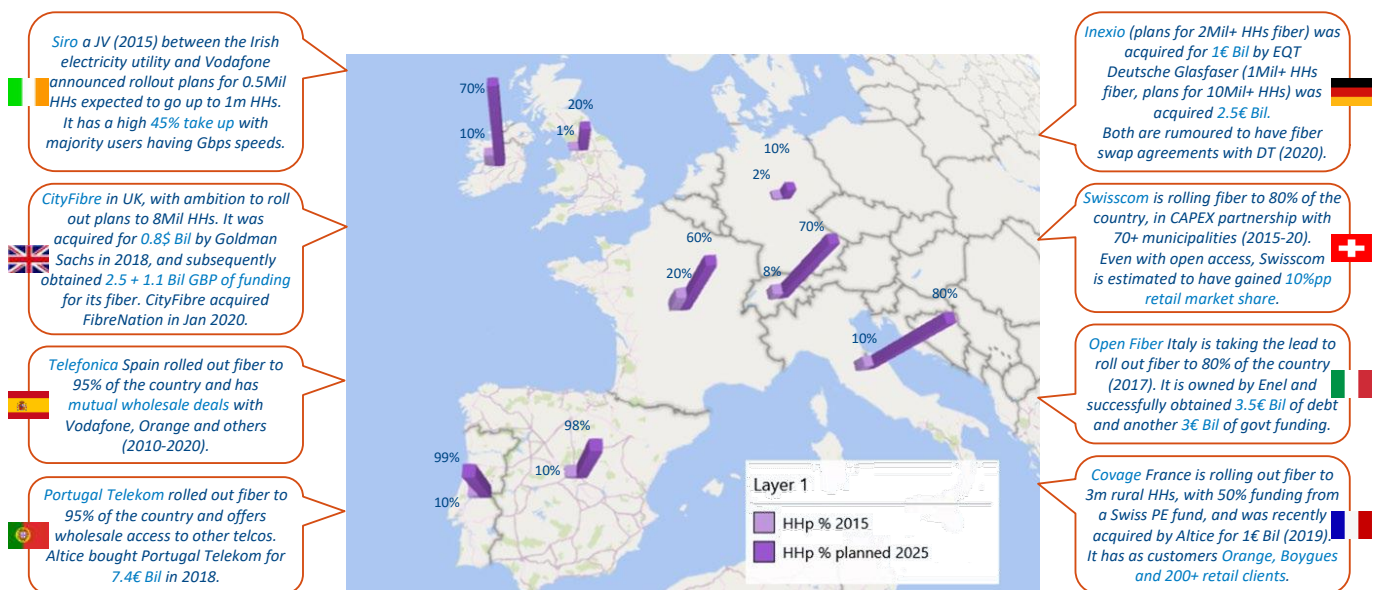 Siro a JV (2015) between the Irish
electricity utility and Vodafone
announced rollout plans for 0.5Mil
HHs expected to go up to 1m HHs.
It has a high 45% take up with
majority users having Gbps speeds.
CityFibre in UK, with ambition to roll
out plans to 8Mil HHs. It was
acquired for 0.8$ Bil by Goldman
Sachs in 2018, and subsequently
obtained 2.5 + 1.1 Bil GBP of funding
for its fiber. CityFibre acquired
FibreNation in Jan 2020.
Telefonica Spain rolled out fiber to
95% of the country and has
mutual wholesale deals with
Vodafone, Orange and others
(2010-2020).
Portugal Telekom rolled out fiber to
95% of the country and offers
wholesale access to other telcos.
Altice bought Portugal Telekom for
7.4€ Bil in 2018.
70%
10%
20%
1%
10%
2%
60%
20%
70%
8%
80%
10%
98%
10%
99%
10%
Layer 1
HHp % 2015
HHp % planned 2025
Inexio (plans for 2Mil+ HHs fiber) was
acquired for 1€ Bil by EQT
Deutsche Glasfaser (1Mil+ HHs
fiber, plans for 10Mil+ HHs) was
acquired 2.5€ Bil.
Both are rumoured to have fiber
swap agreements with DT (2020).
Swisscom is rolling fiber to 80% of the
country, in CAPEX partnership with
70+ municipalities (2015-20).
Even with open access, Swisscom
is estimated to have gained 10%pp
retail market share.
Open Fiber Italy is taking the lead to
roll out fiber to 80% of the country
(2017). It is owned by Enel and
successfully obtained 3.5€ Bil of debt
and another 3€ Bil of govt funding.
Covage France is rolling out fiber to
3m rural HHs, with 50% funding from
a Swiss PE fund, and was recently
acquired by Altice for 1€ Bil (2019).
It has as customers Orange, Boygues
and 200+ retail clients.